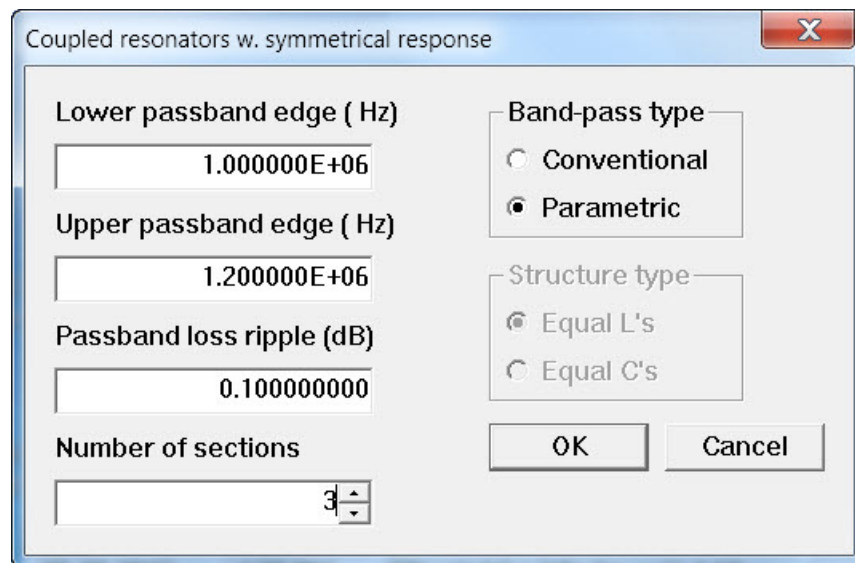 Coupled resonators w. symmetrical response
Lower passband edge ( Hz)
1.000000E+06
Upper passband edge ( Hz)
1.200000E+06
Passband loss ripple (dB)
0.100000000
Number of sections
3
Band-pass type
Conventional
Parametric
Structure type
Equal L's
Equal C's
OK
Cancel